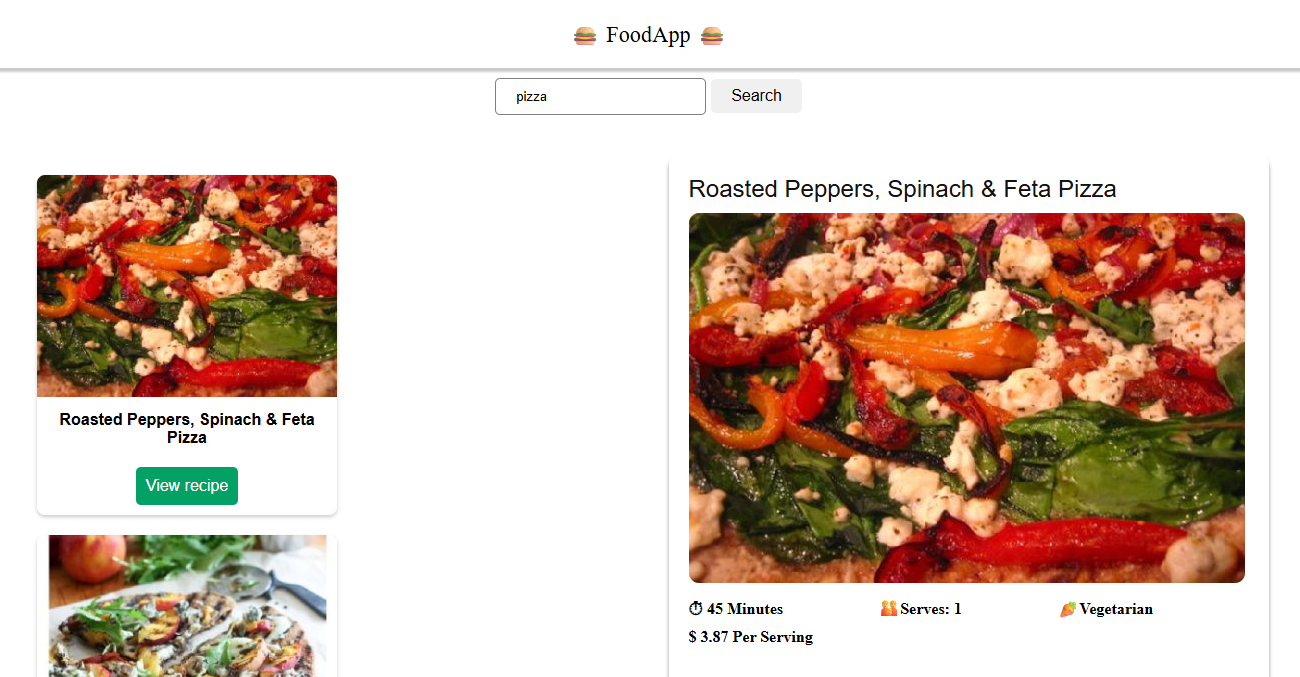 🍔 FoodApp 🍔
pizza
Search
Roasted Peppers, Spinach & Feta
Pizza
View recipe
Roasted Peppers, Spinach & Feta Pizza
⏱ 45 Minutes
Serves: 1
🥕 Vegetarian
$ 3.87 Per Serving